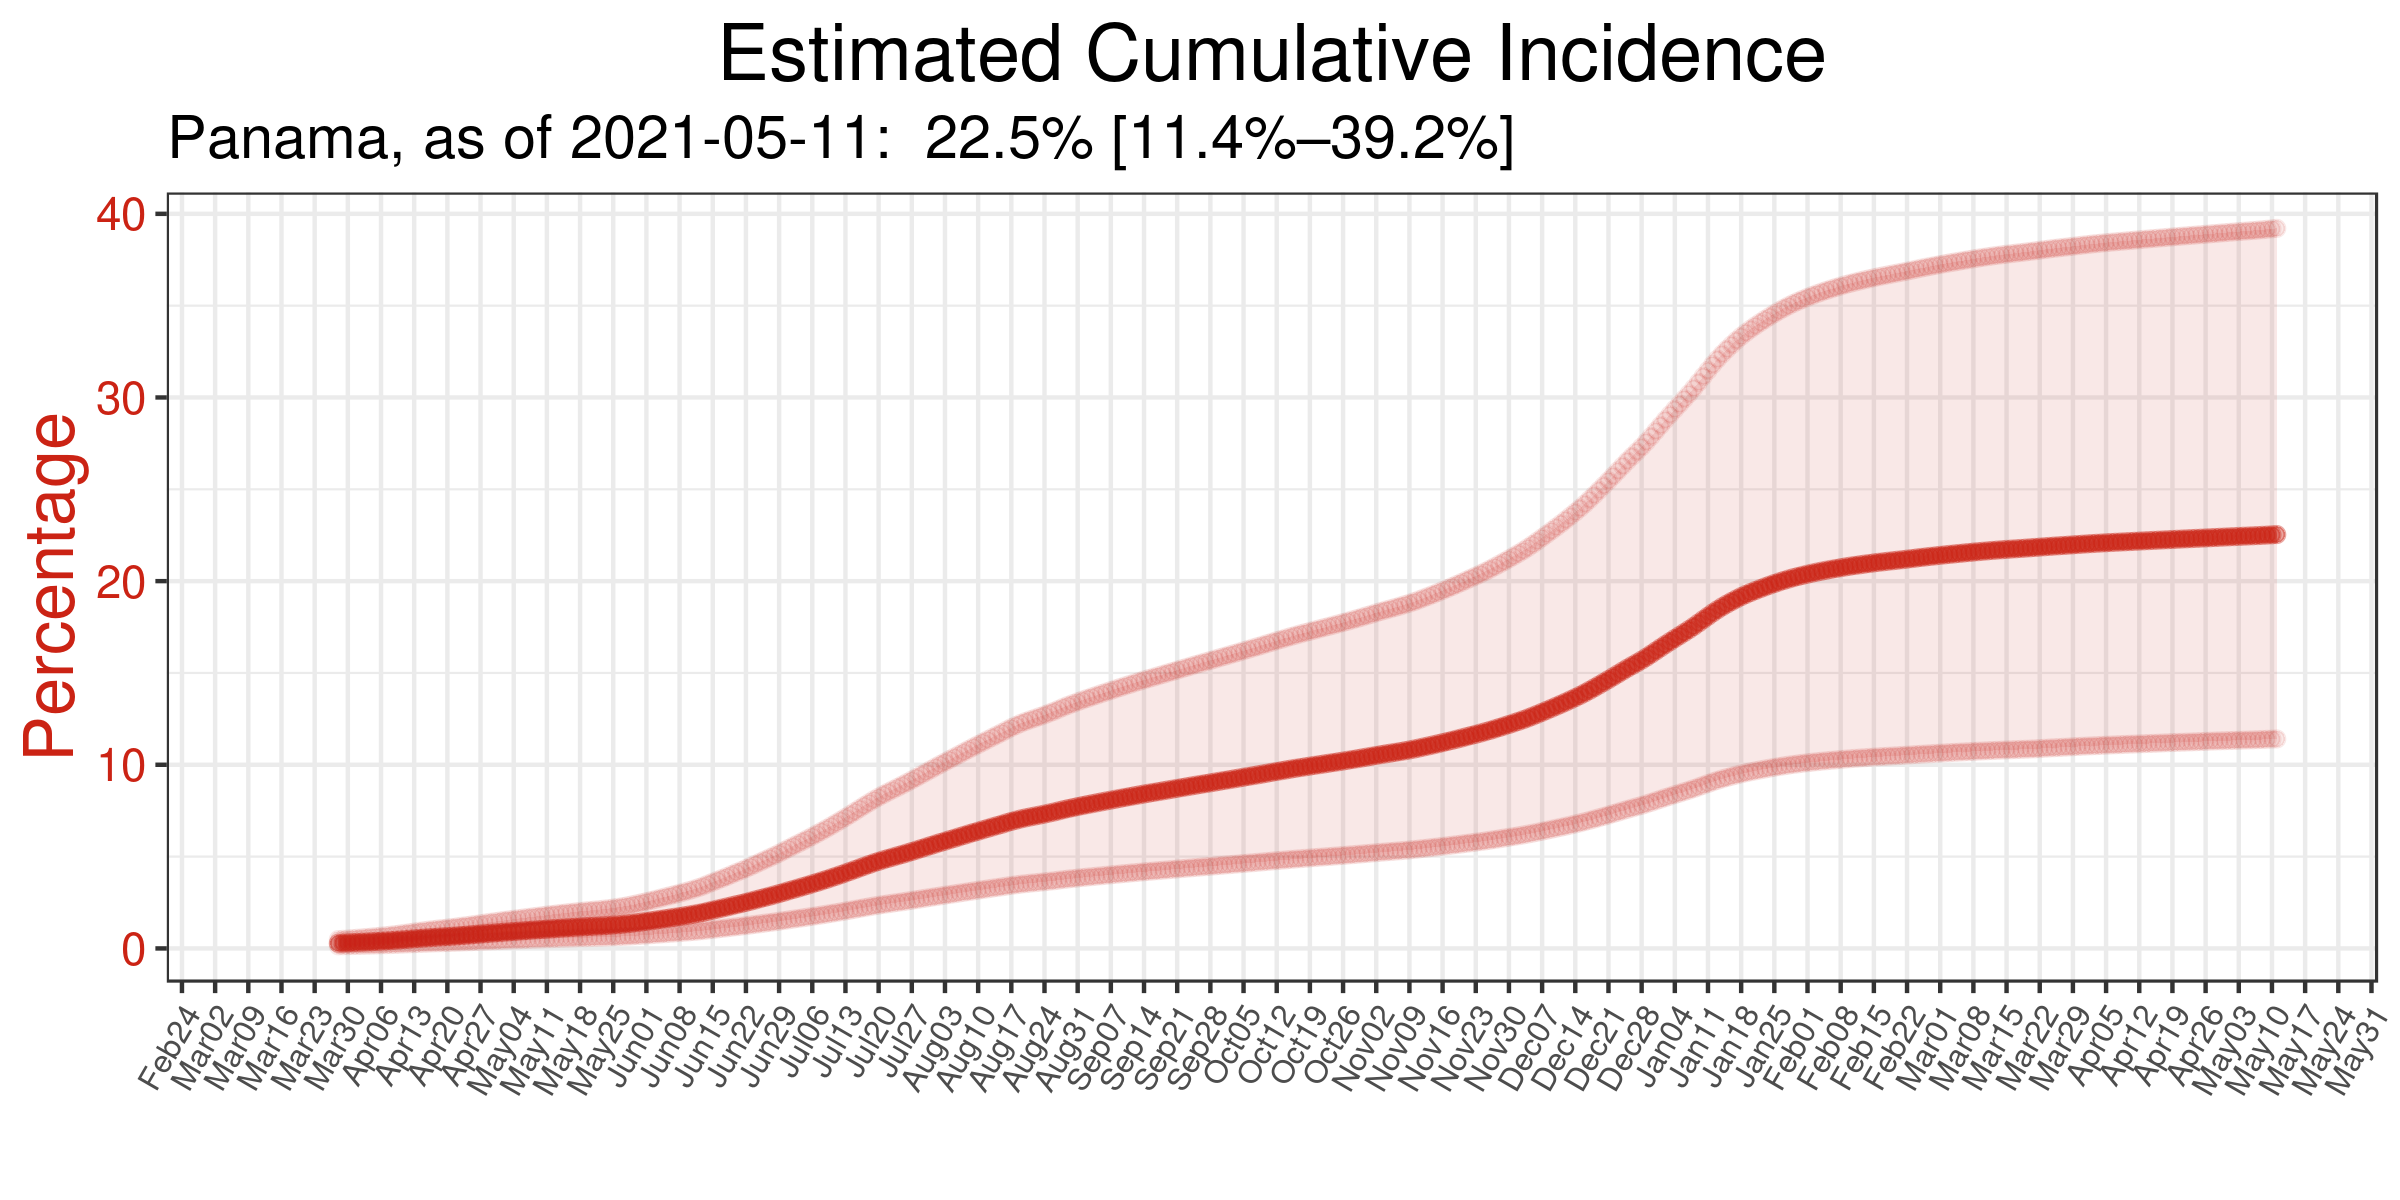 Estimated Cumulative Incidence
Panama, as of 2021-05-11:  22.5% [11.4%–39.2%]
Percentage
40
30
20
10
0
Feb24
Mar02
Mar09
Mar16
Mar23
Mar30
Apr06
Apr13
Apr20
Apr27
May04
May11
May18
May25
Jun01
Jun08
Jun15
Jun22
Jun29
Jul06
Jul13
Jul20
Jul27
Aug03
Aug10
Aug17
Aug24
Aug31
Sep07
Sep14
Sep21
Sep28
Oct05
Oct12
Oct19
Oct26
Nov02
Nov09
Nov16
Nov23
Nov30
Dec07
Dec14
Dec21
Dec28
Jan04
Jan11
Jan18
Jan25
Feb01
Feb08
Feb15
Feb22
Mar01
Mar08
Mar15
Mar22
Mar29
Apr05
Apr12
Apr19
Apr26
May03
May10
May17
May24
May31